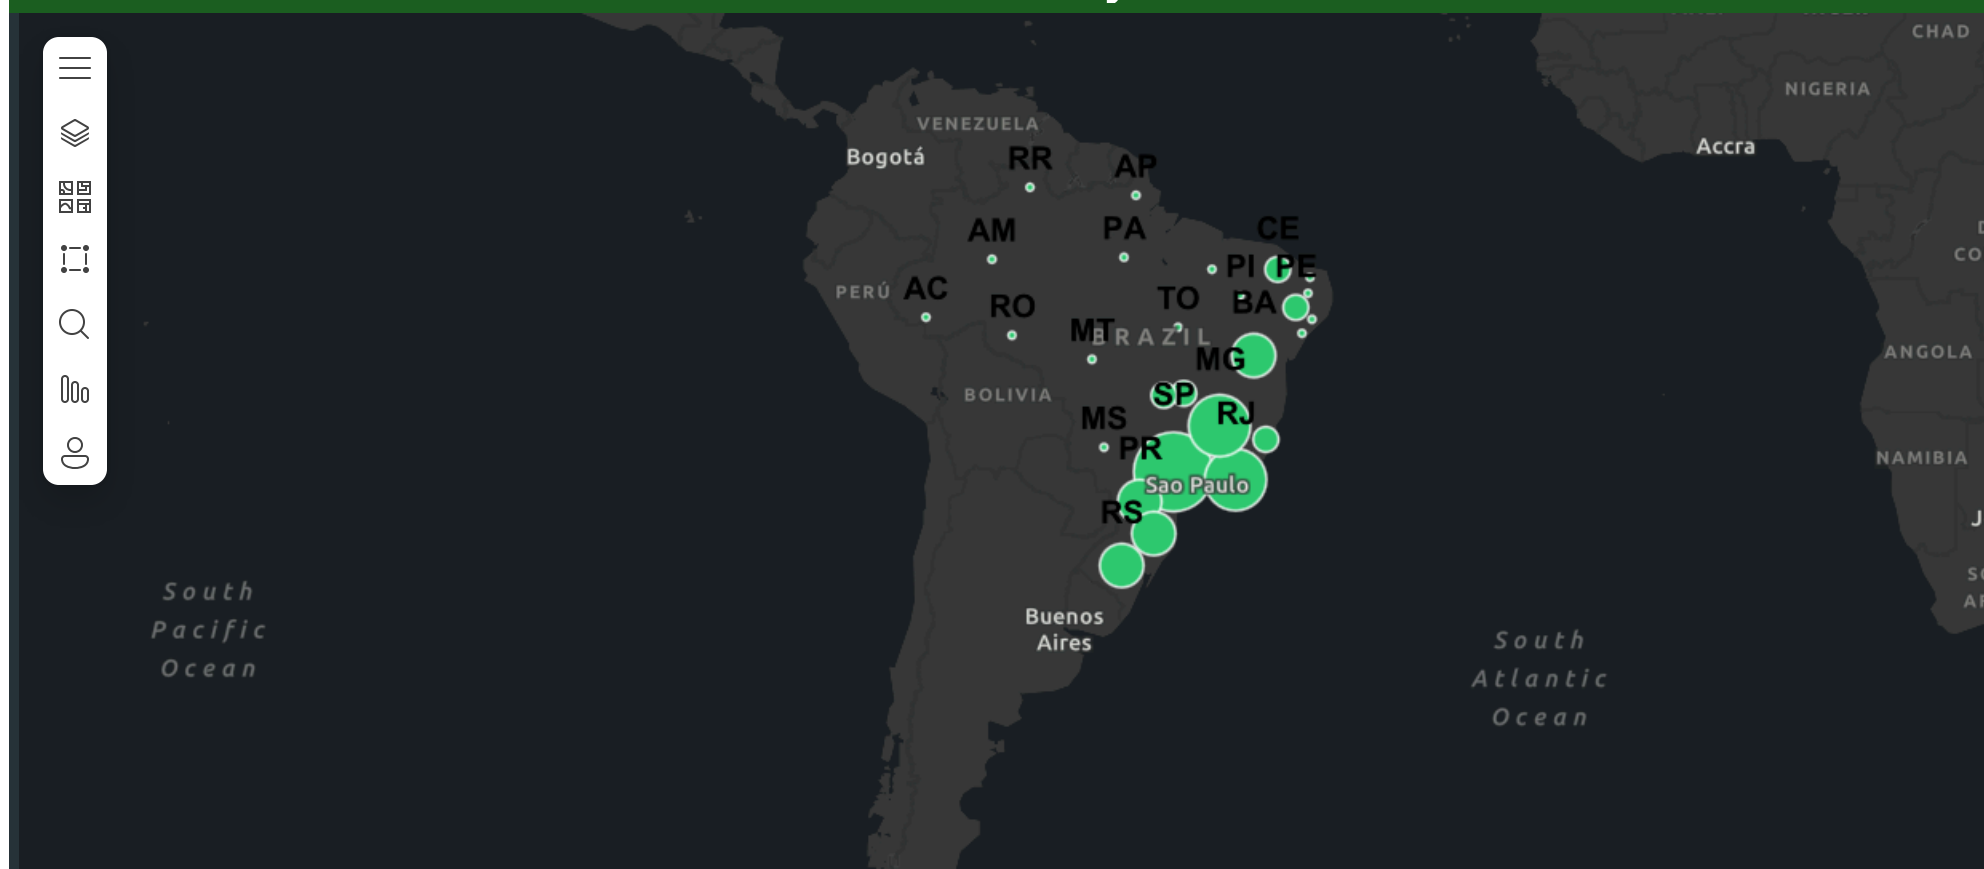 CHAD
NIGERIA
VENEZUELA
Bogotá
RR
AP
Accra
AM
PA
CE
PI
PE
PERÚ
AC
RO
TO
BA
MT
BRAZIL
MG
ANGOLA
BOLIVIA
SP
MS
RJ
PR
NAMIBIA
Sao Paulo
RS
South
Pacific
Ocean
Buenos
Aires
South
Atlantic
Ocean